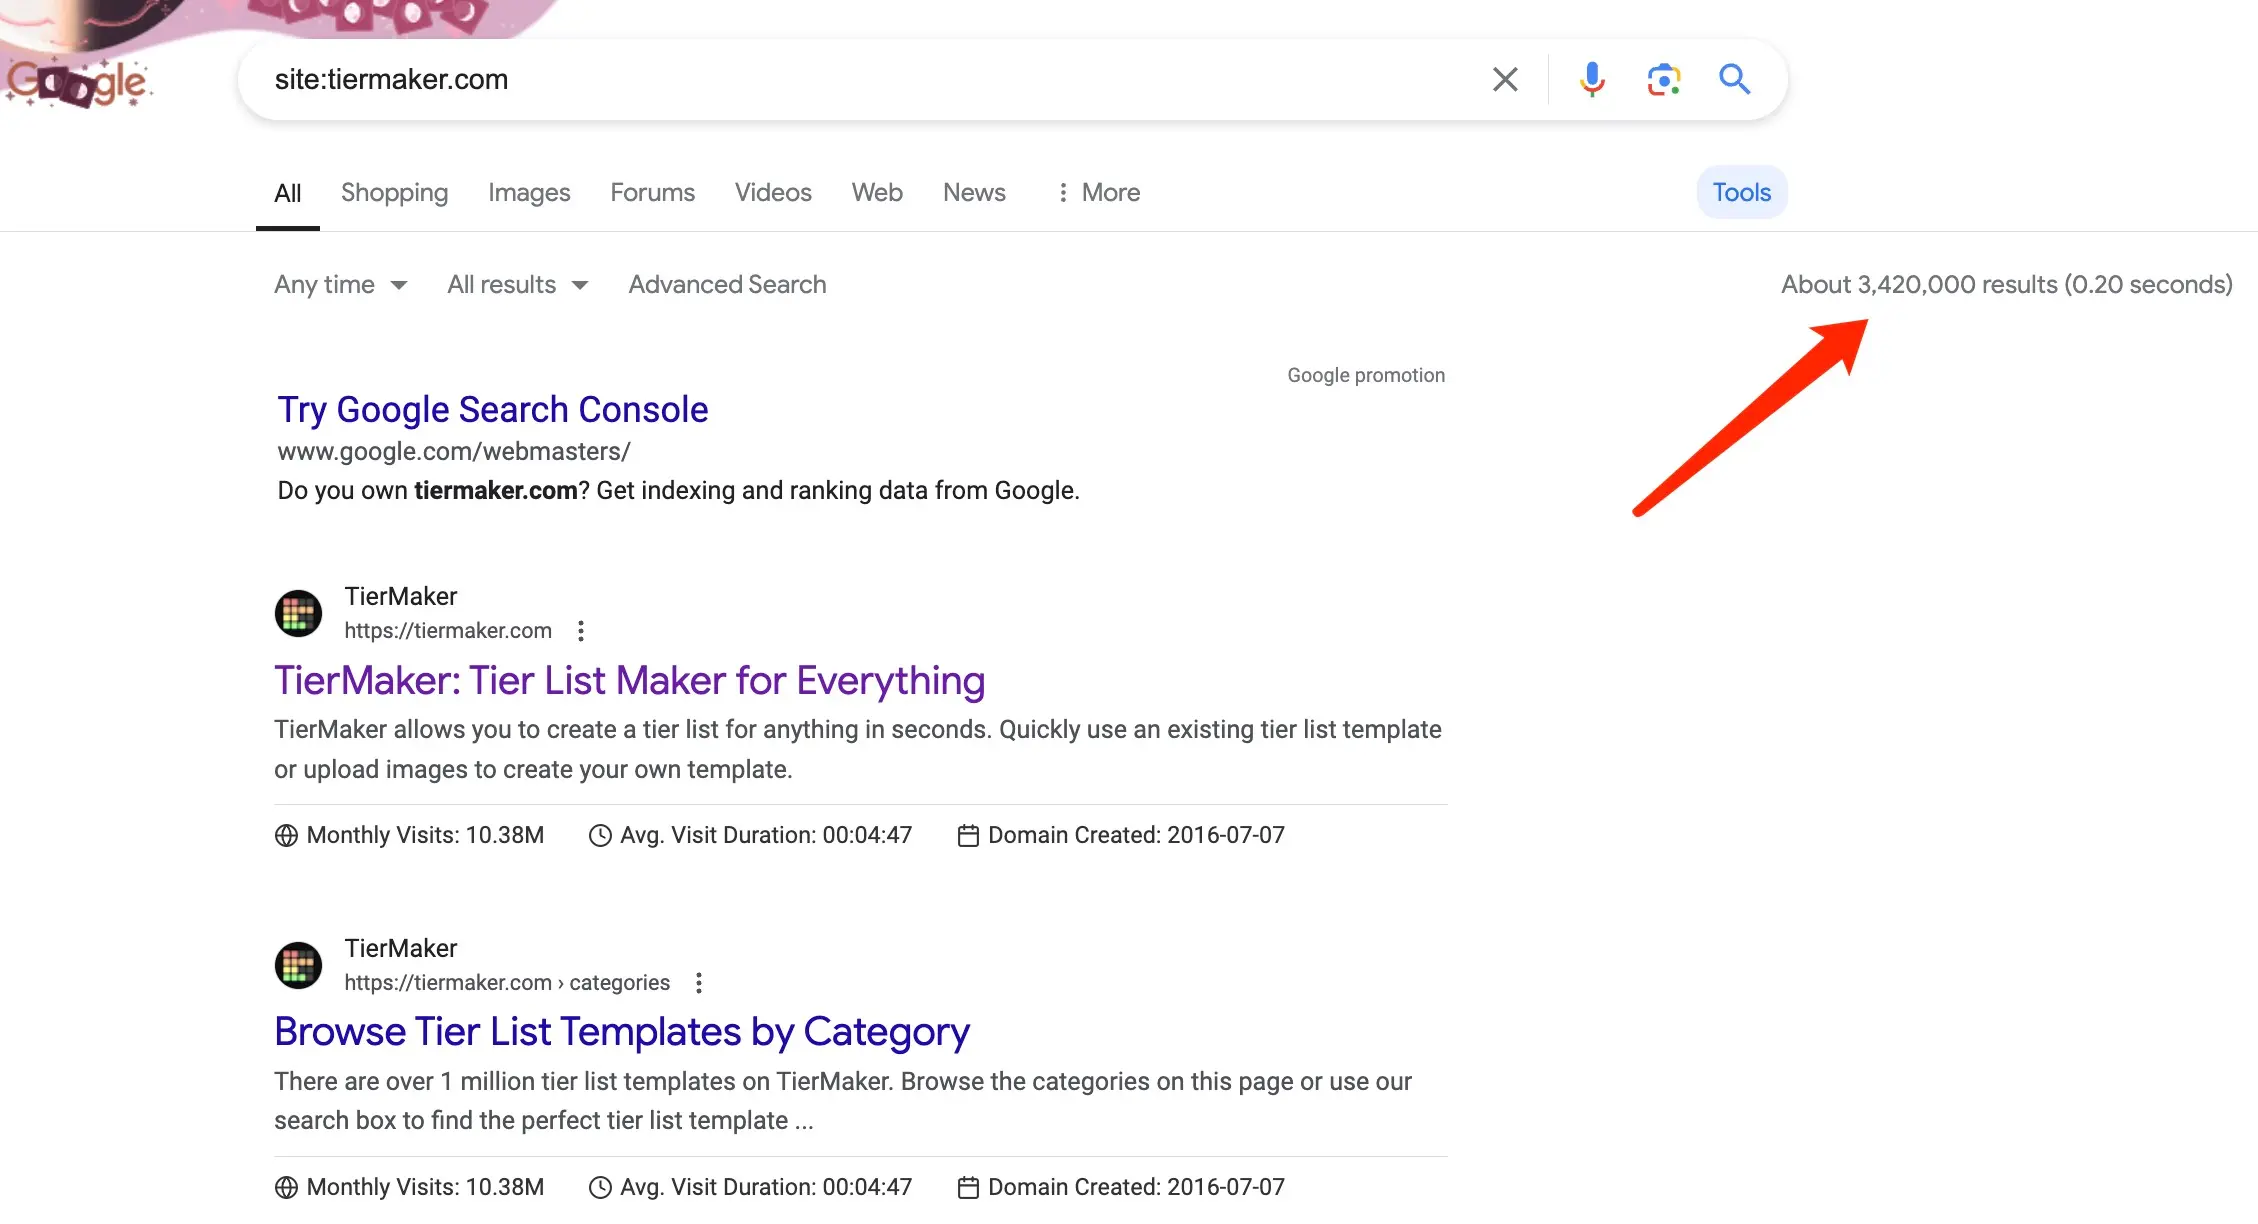 Google
site:tiermaker.com
All Shopping Images Forums Videos Web News More Tools
Any time All results Advanced Search About 3,420,000 results (0.20 seconds)
Google promotion
Try Google Search Console
www.google.com/webmasters/
Do you own tiermaker.com? Get indexing and ranking data from Google.
TierMaker
https://tiermaker.com
TierMaker: Tier List Maker for Everything
TierMaker allows you to create a tier list for anything in seconds. Quickly use an existing tier list template
or upload images to create your own template.
Monthly Visits: 10.38M Avg. Visit Duration: 00:04:47 Domain Created: 2016-07-07
TierMaker
https://tiermaker.com › categories
Browse Tier List Templates by Category
There are over 1 million tier list templates on TierMaker. Browse the categories on this page or use our
search box to find the perfect tier list template ...
Monthly Visits: 10.38M Avg. Visit Duration: 00:04:47 Domain Created: 2016-07-07